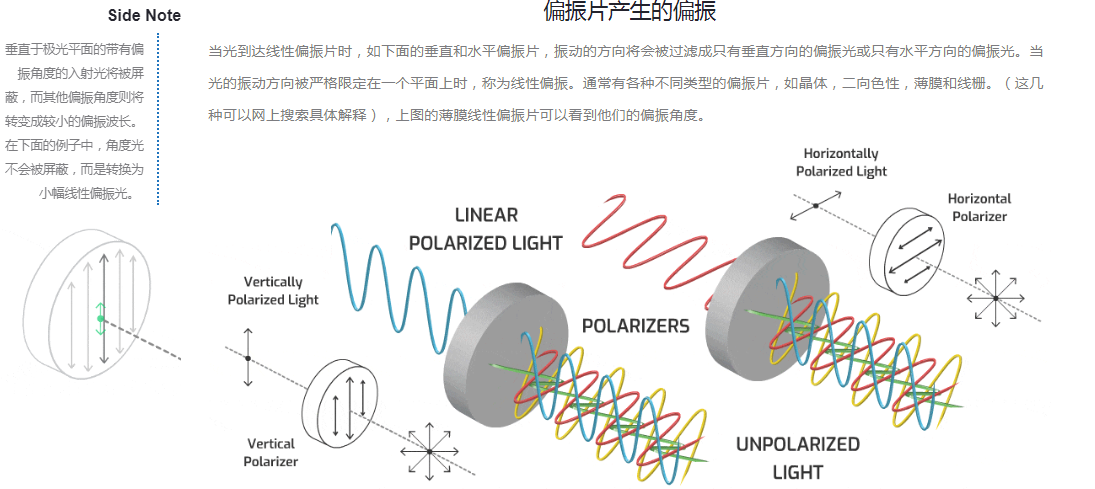 Side Note
垂直于极光平面的带有偏
振角度的入射光将被屏
蔽，而其他偏振角度则将
转变成较小的偏振波长。
在下面的例子中，角度光
不会被屏蔽，而是转换为
小幅线性偏振光。
偏振片产生的偏振
当光到达线性偏振片时，如下面的垂直和水平偏振片，振动的方向将会被过滤成只有垂直方向的偏振光或只有水平方向的偏振光。当
光的振动方向被严格限定在一个平面上时，称为线性偏振。通常有各种不同类型的偏振片，如晶体，二向色性，薄膜和线栅。（这几
种可以网上搜索具体解释），上图的薄膜线性偏振片可以看到他们的偏振角度。
Horizontally
Polarized Light
Horizontal
Polarizer
LINEAR
POLARIZED LIGHT
Vertically
Polarized Light
POLARIZERS
Vertical
Polarizer
UNPOLARIZED
LIGHT